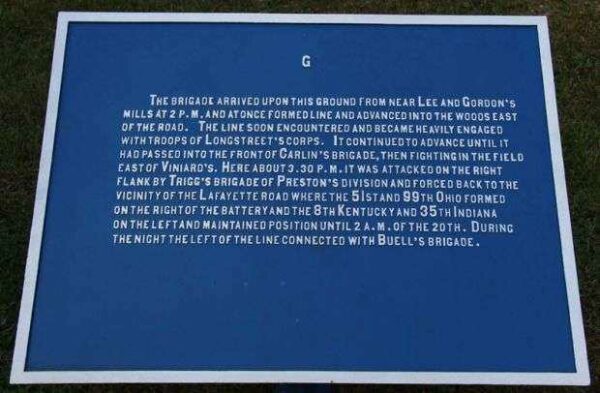 G
THE BRIGADE ARRIVED UPON THIS GROUND FROM NEAR LEE AND GORDON'S
MILLS AT 2 P.M. AND AT ONCE FORMED LINE AND ADVANCED INTO THE WOODS EAST
OF THE ROAD. THE LINE SOON ENCOUNTERED AND BECAME HEAVILY ENGAGED
WITH TROOPS OF LONGSTREET'S CORPS. IT CONTINUED TO ADVANCE UNTIL IT
HAD PASSED INTO THE FRONT OF CARLIN'S BRIGADE, THEN FIGHTING IN THE FIELD
EAST OF VINIARD'S. HERE ABOUT 3.30 P.M. IT WAS ATTACKED ON THE RIGHT
FLANK BY TRIGG'S BRIGADE OF PRESTON'S DIVISION AND FORCED BACK TO THE
VICINITY OF THE LAFAYETTE ROAD WHERE THE 51ST AND 99TH OHIO FORMED
ON THE RIGHT OF THE BATTERY AND THE 8TH KENTUCKY AND 35TH INDIANA
ON THE LEFT AND MAINTAINED POSITION UNTIL 2 A.M. OF THE 20TH. DURING
THE NIGHT THE LEFT OF THE LINE CONNECTED WITH BUELL'S BRIGADE.